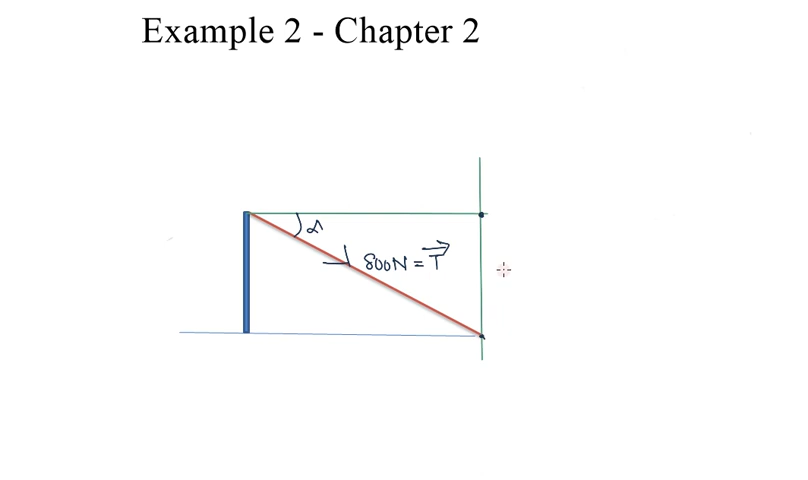 Example 2 - Chapter 2
α
800N = T